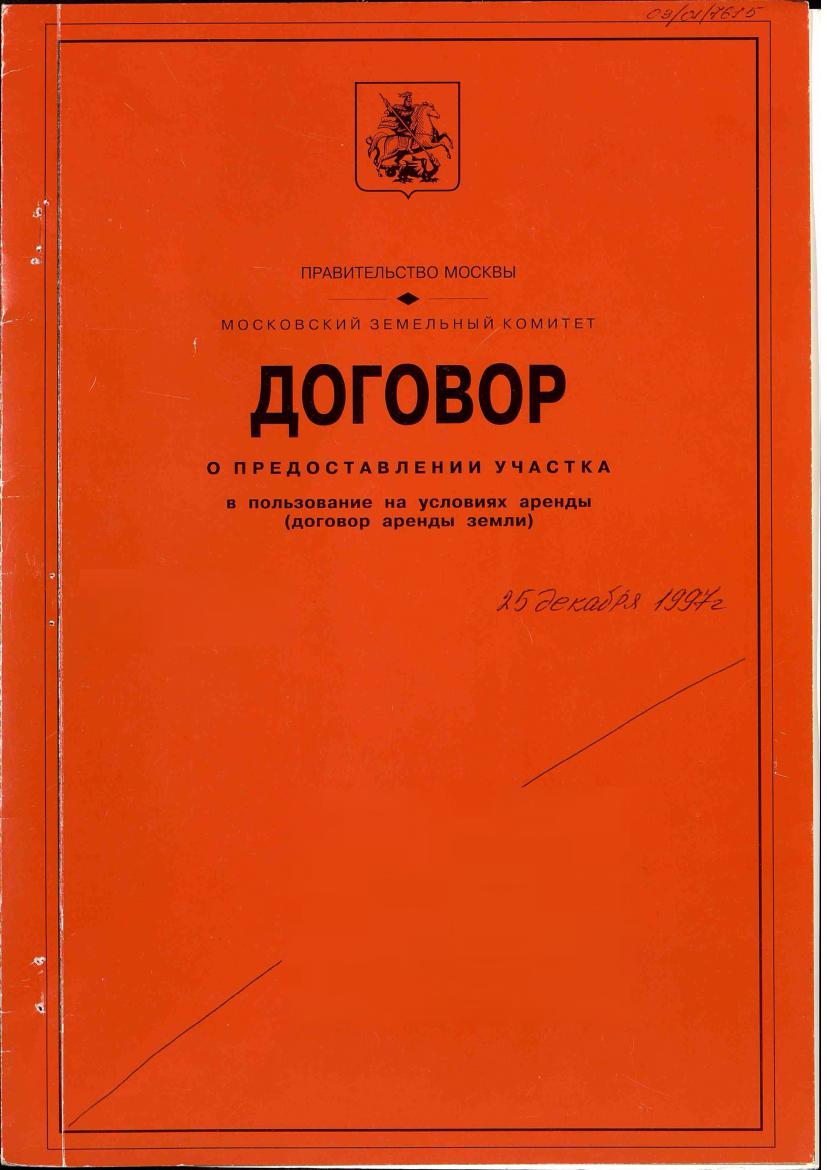 03/01/7615
ПРАВИТЕЛЬСТВО МОСКВЫ
МОСКОВСКИЙ ЗЕМЕЛЬНЫЙ КОМИТЕТ
ДОГОВОР
О ПРЕДОСТАВЛЕНИИ УЧАСТКА
в пользование на условиях аренды
(договор аренды земли)
25 декабря 1997г